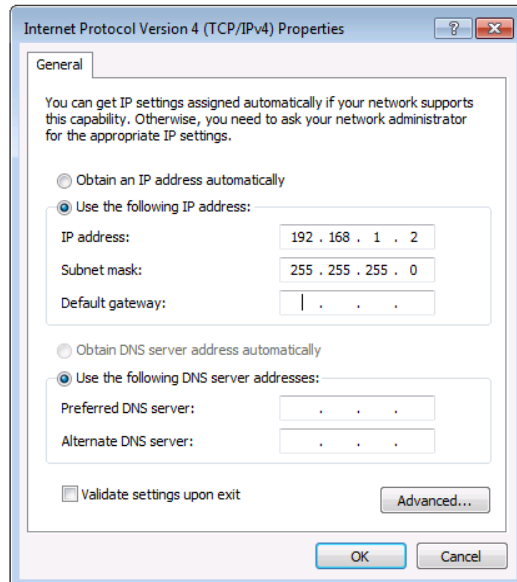 Internet Protocol Version 4 (TCP/IPv4) Properties
General
You can get IP settings assigned automatically if your network supports
this capability. Otherwise, you need to ask your network administrator
for the appropriate IP settings.
Obtain an IP address automatically
Use the following IP address:
IP address: 192 . 168 . 1 . 2
Subnet mask: 255 . 255 . 255 . 0
Default gateway: . . .
Obtain DNS server address automatically
Use the following DNS server addresses:
Preferred DNS server: . . .
Alternate DNS server: . . .
Validate settings upon exit
Advanced...
OK Cancel